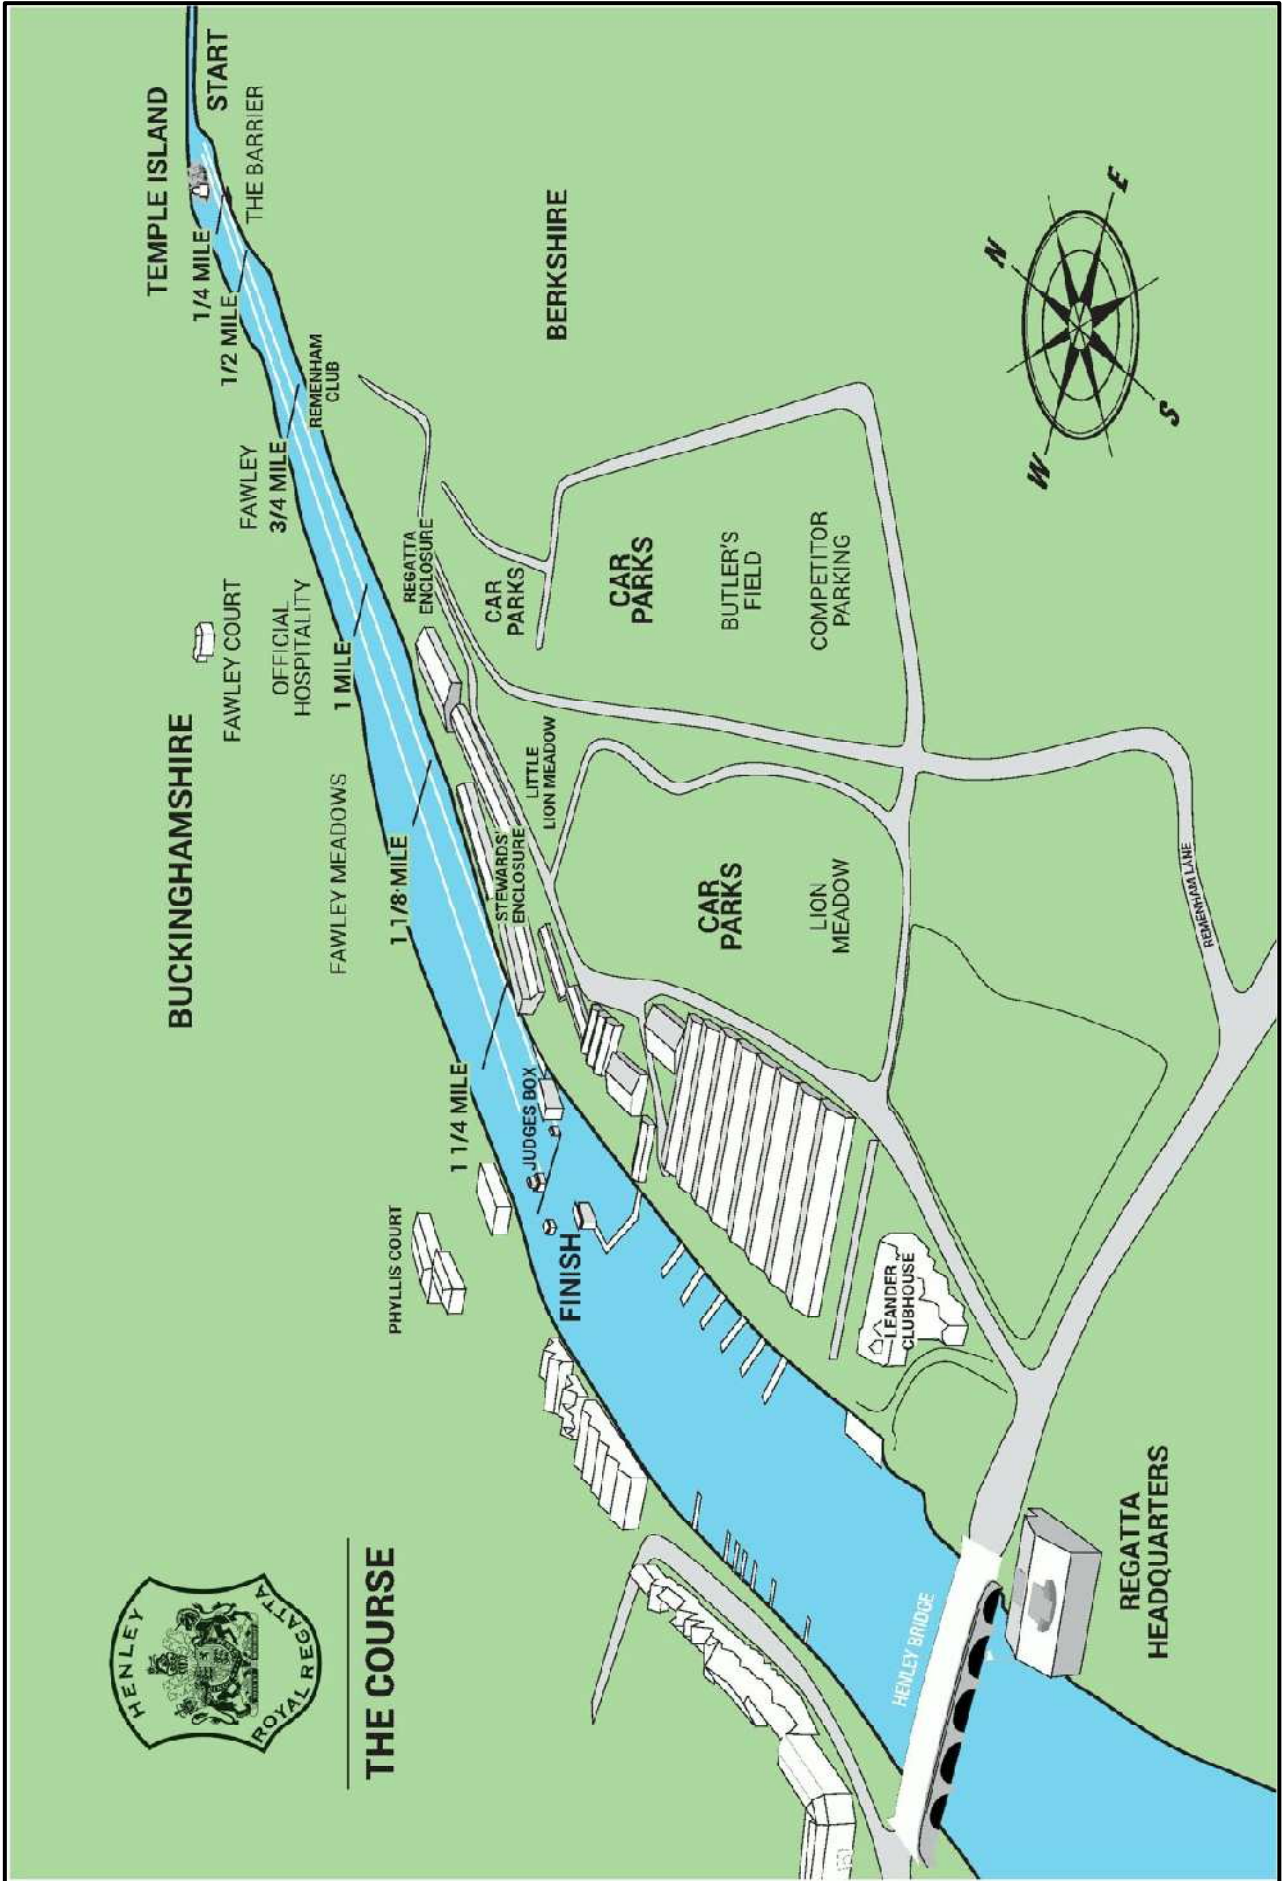 HENLEY
ROYAL REGATTA
THE COURSE
BUCKINGHAMSHIRE
TEMPLE ISLAND
START
THE BARRIER
1/4 MILE
1/2 MILE
FAWLEY
3/4 MILE
REMENHAM
CLUB
FAWLEY COURT
OFFICIAL
HOSPITALITY
1 MILE
FAWLEY MEADOWS
1 1/8 MILE
1 1/4 MILE
PHYLLIS COURT
JUDGES BOX
FINISH
BERKSHIRE
REGATTA
ENCLOSURE
CAR
PARKS
CAR
PARKS
BUTLER'S
FIELD
COMPETITOR
PARKING
LITTLE
LION MEADOW
STEWARDS'
ENCLOSURE
CAR
PARKS
LION
MEADOW
REMENHAM LANE
LEANDER
CLUBHOUSE
HENLEY BRIDGE
REGATTA
HEADQUARTERS
N
E
S
W